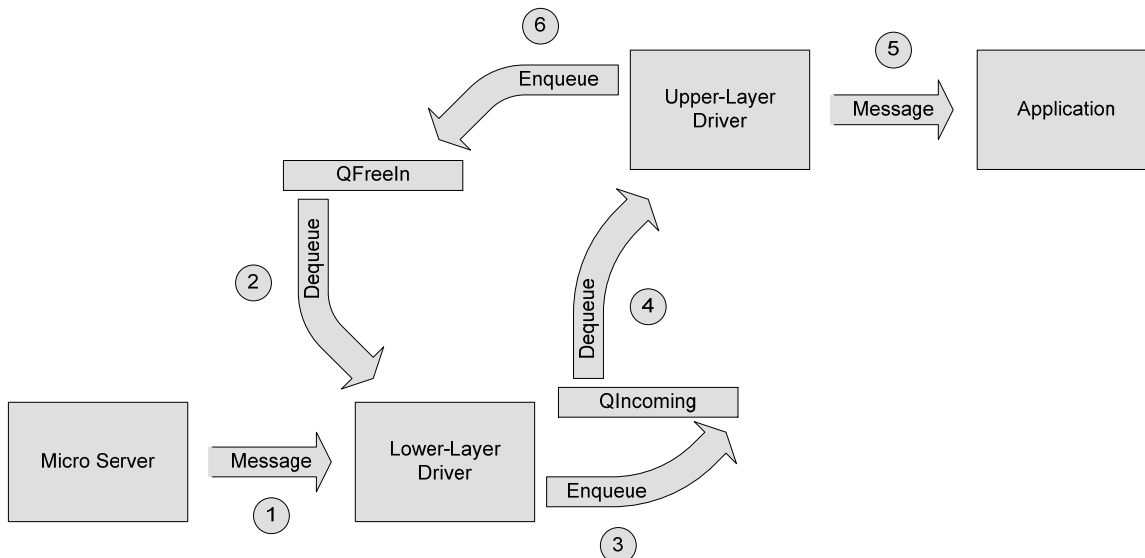 6
5
Enqueue
Upper-Layer
Driver
Message
Application
QFreeIn
Dequeue
2
Dequeue
4
QIncoming
Micro Server
Message
Lower-Layer
Driver
Enqueue
1
3